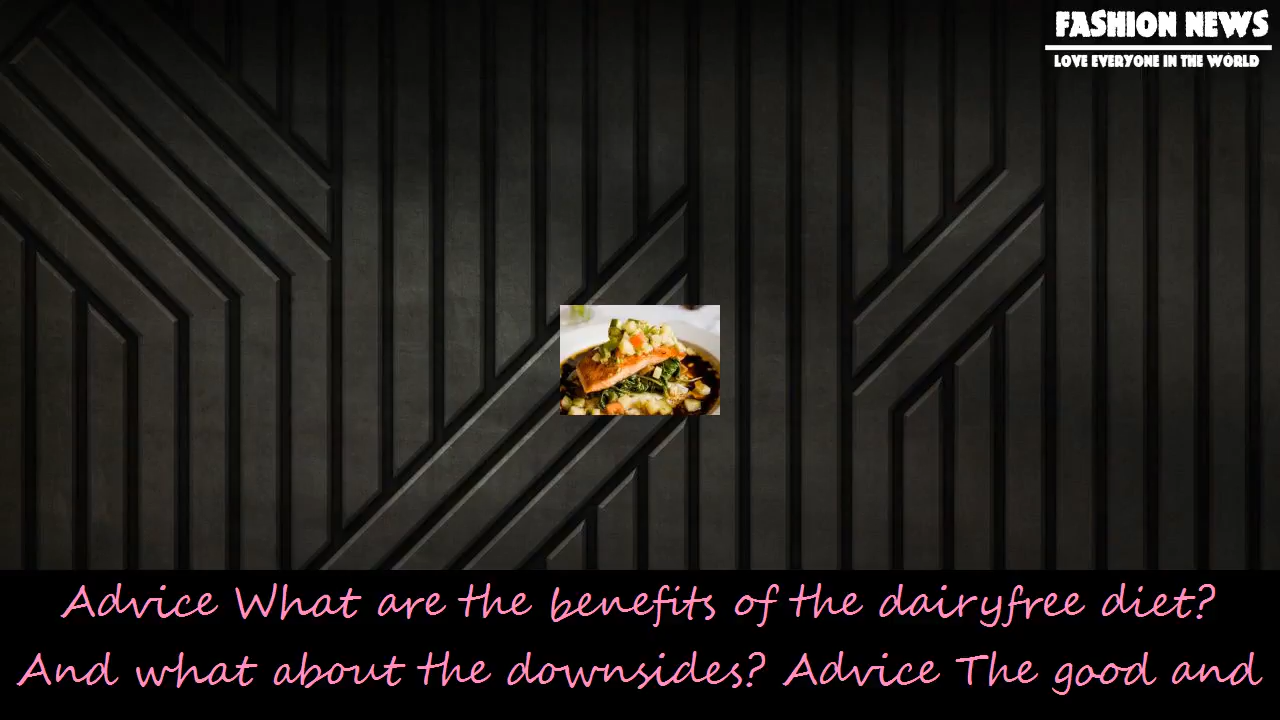 FASHION NEWS
LOVE EVERYONE IN THE WORLD
Advice What are the benefits of the dairyfree diet?
And what about the downsides? Advice The good and